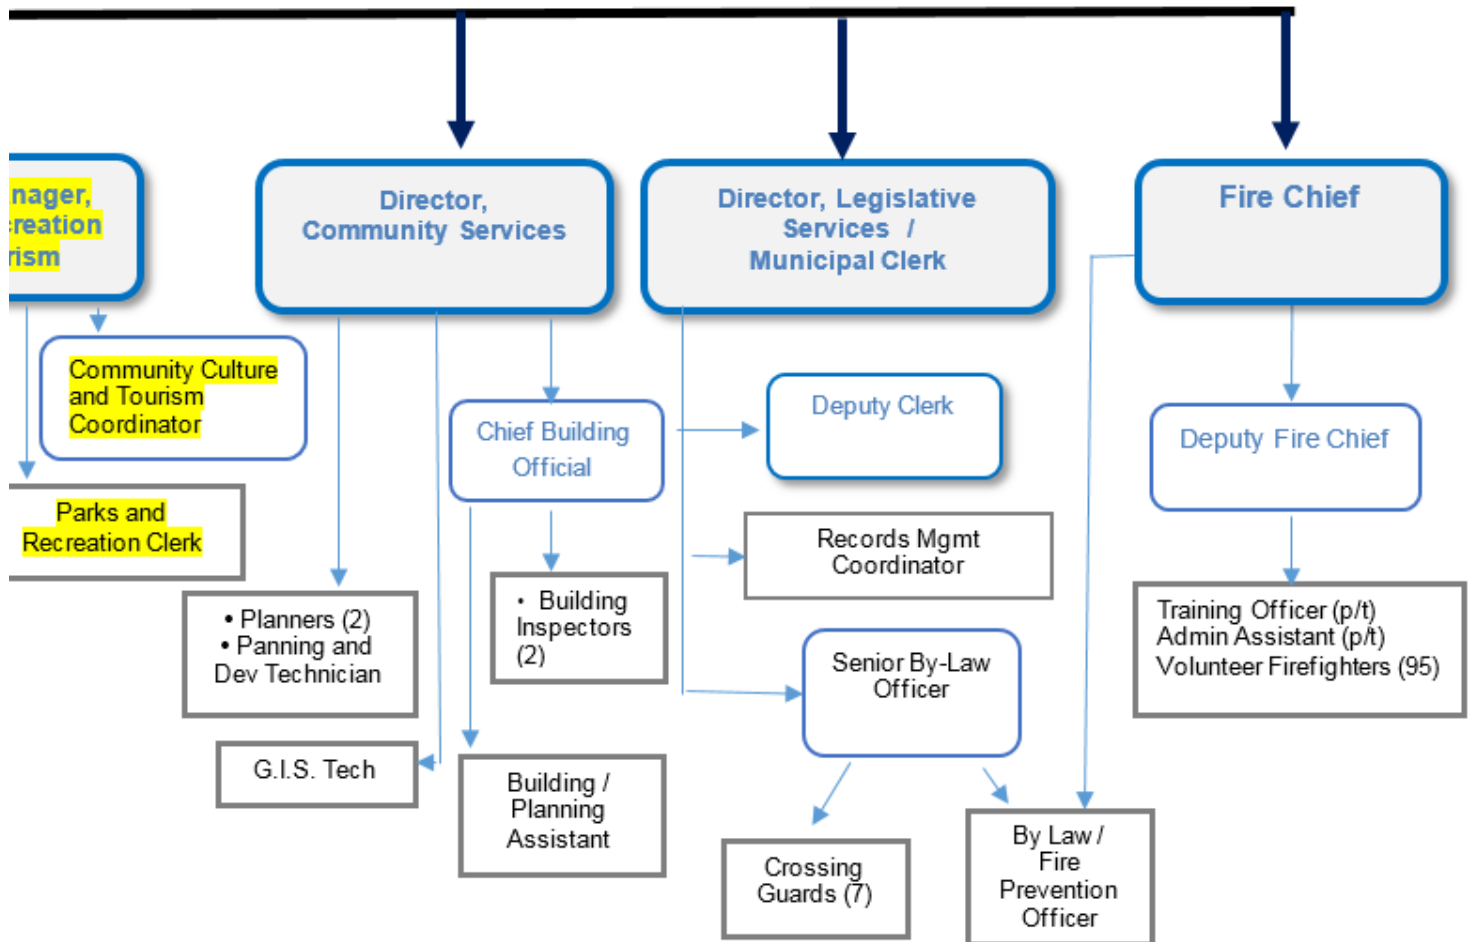 nager,
creation
rism
Director,
Community Services
Director, Legislative
Services /
Municipal Clerk
Fire Chief
Community Culture
and Tourism
Coordinator
Parks and
Recreation Clerk
Chief Building
Official
Deputy Clerk
Deputy Fire Chief
Records Mgmt
Coordinator
• Planners (2)
• Panning and
Dev Technician
• Building
Inspectors
(2)
Senior By-Law
Officer
Training Officer (p/t)
Admin Assistant (p/t)
Volunteer Firefighters (95)
G.I.S. Tech
Building /
Planning
Assistant
Crossing
Guards (7)
By Law /
Fire
Prevention
Officer